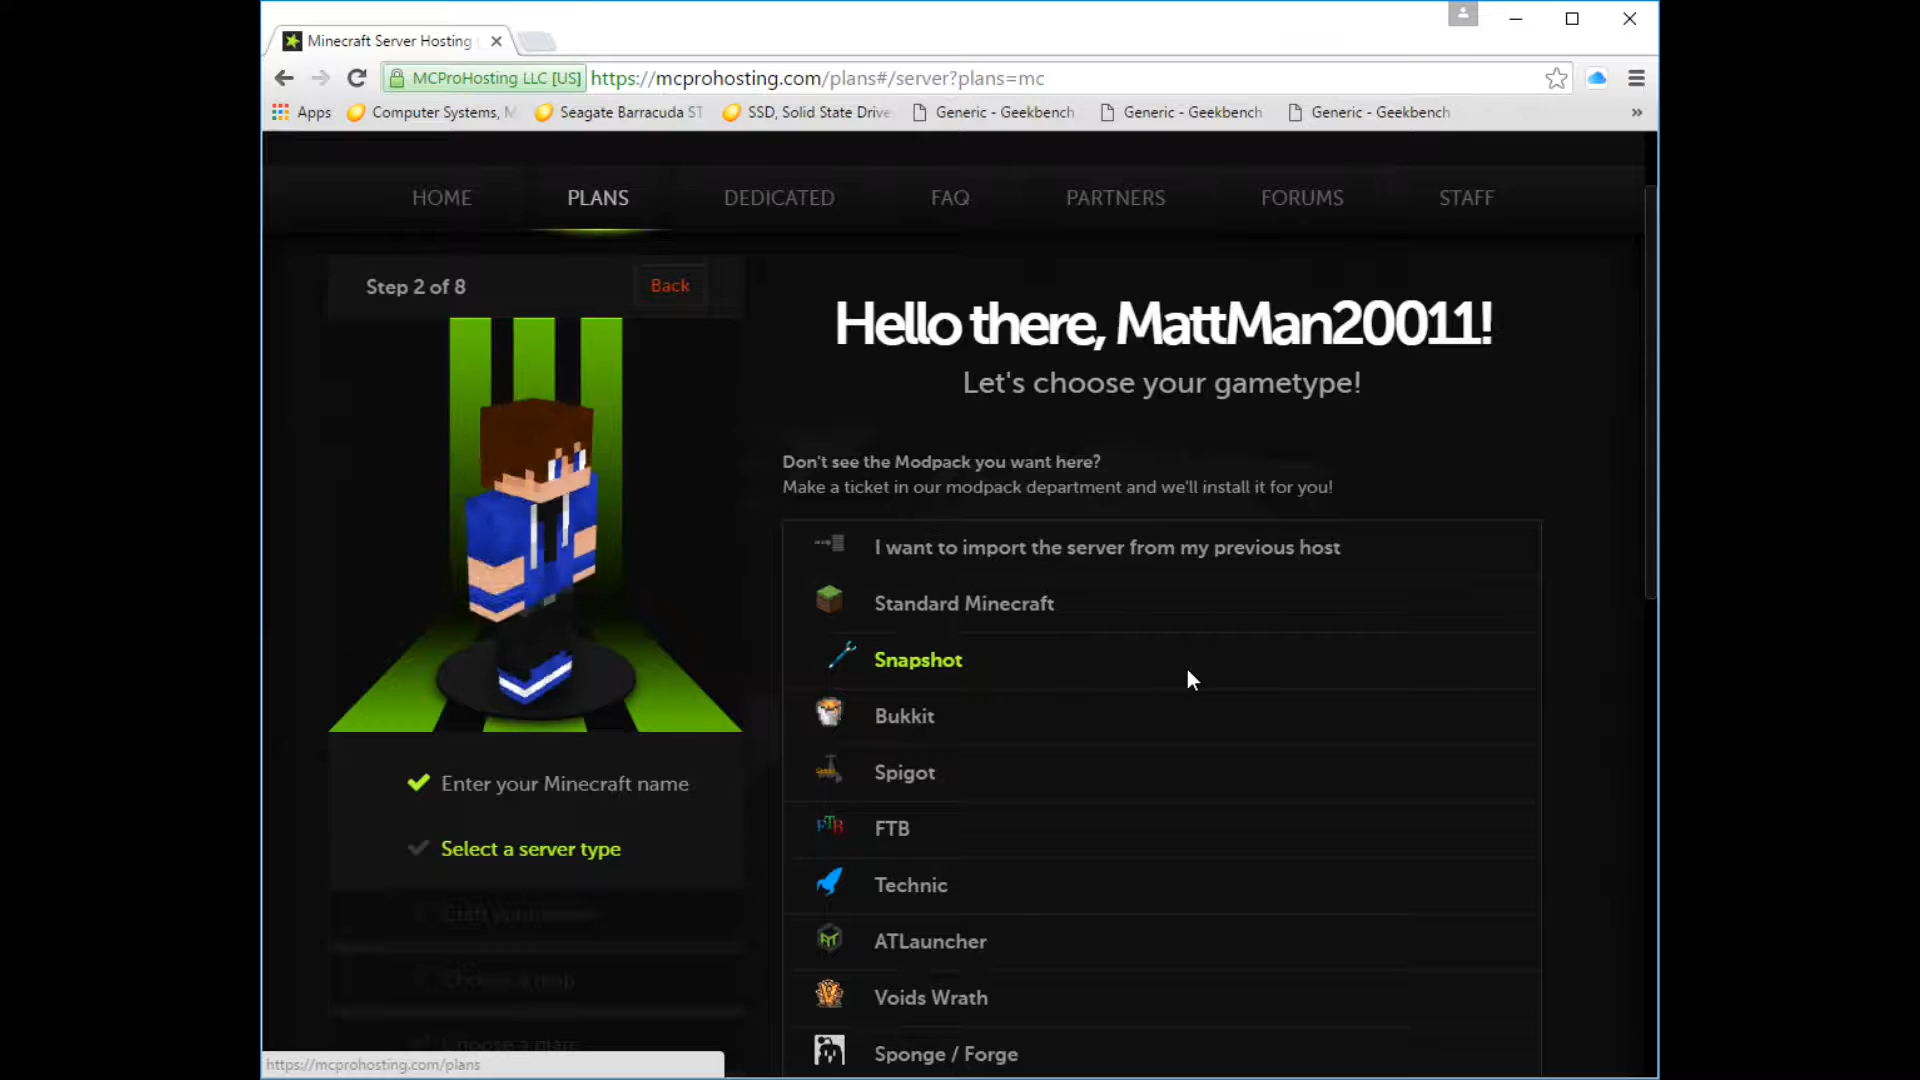 Minecraft Server Hosting
MCProHosting LLC [US] https://mcprohosting.com/plans#/server?plans=mc
Apps Computer Systems, M Seagate Barracuda ST SSD, Solid State Drive Generic - Geekbench Generic - Geekbench Generic - Geekbench »
HOME PLANS DEDICATED FAQ PARTNERS FORUMS STAFF
Step 2 of 8 Back
Hello there, MattMan20011!
Let's choose your gametype!
Don't see the Modpack you want here?
Make a ticket in our modpack department and we'll install it for you!
I want to import the server from my previous host
Standard Minecraft
Snapshot
Bukkit
Spigot
FTB
Technic
ATLauncher
Voids Wrath
Sponge / Forge
Enter your Minecraft name
Select a server type
Choose a map
Choose a plan
https://mcprohosting.com/plans